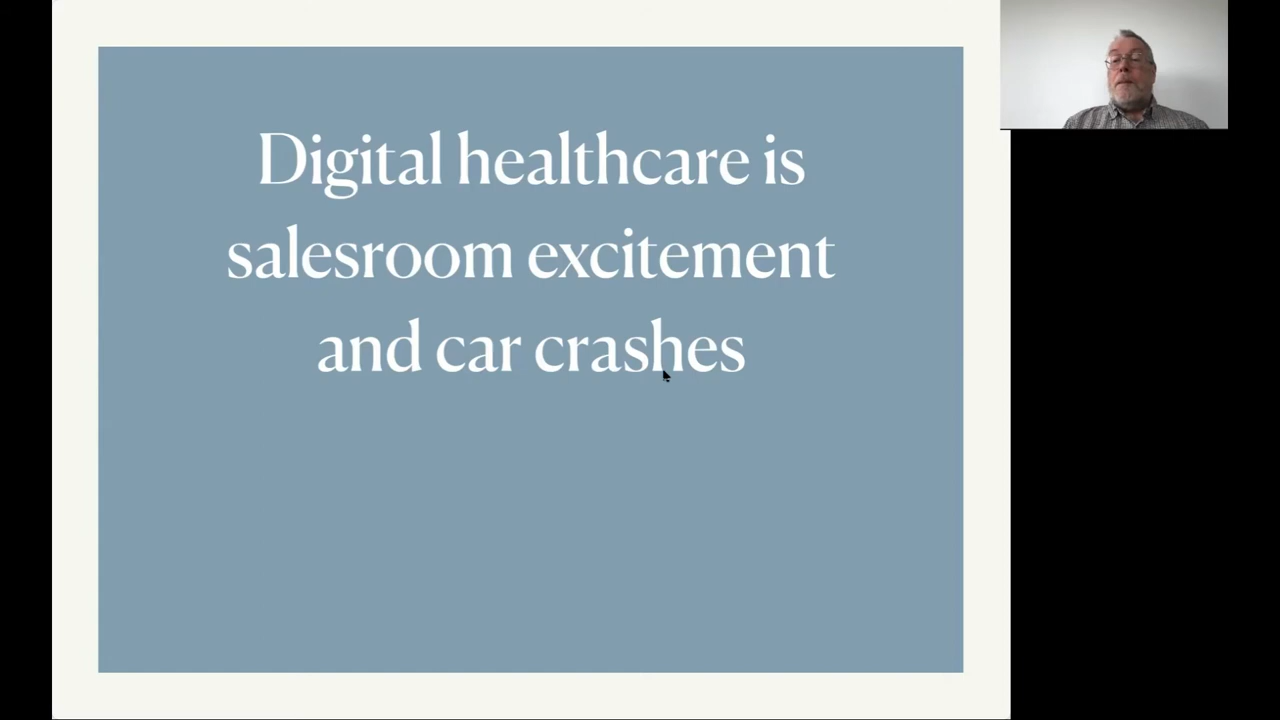 Digital healthcare is
salesroom excitement
and car crashes